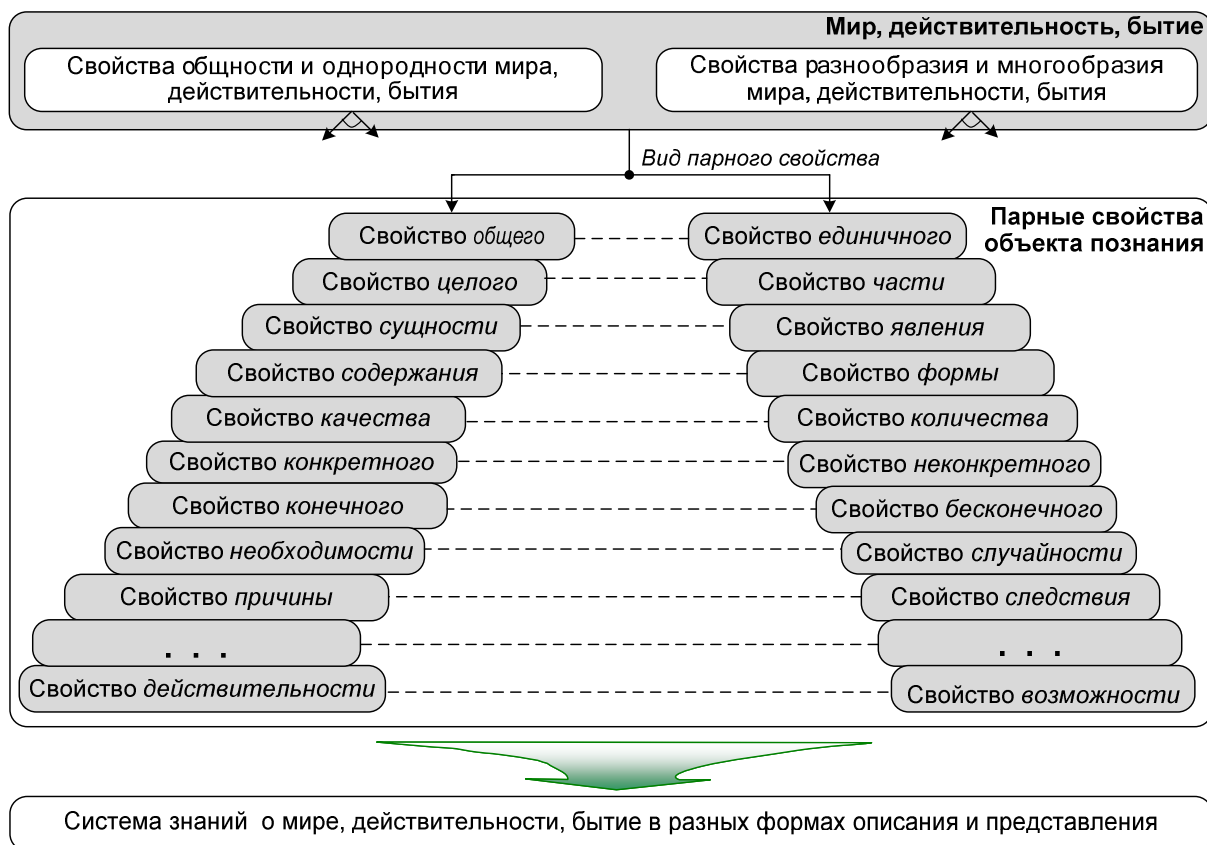 Мир, действительность, бытие
Свойства общности и однородности мира,
действительности, бытия
Свойства разнообразия и многообразия
мира, действительности, бытия
Вид парного свойства
Парные свойства
объекта познания
Свойство общего
Свойство единичного
Свойство целого
Свойство части
Свойство сущности
Свойство явления
Свойство содержания
Свойство формы
Свойство качества
Свойство количества
Свойство конкретного
Свойство неконкретного
Свойство конечного
Свойство бесконечного
Свойство необходимости
Свойство случайности
Свойство причины
Свойство следствия
. . .
. . .
Свойство действительности
Свойство возможности
Система знаний о мире, действительности, бытие в разных формах описания и представления